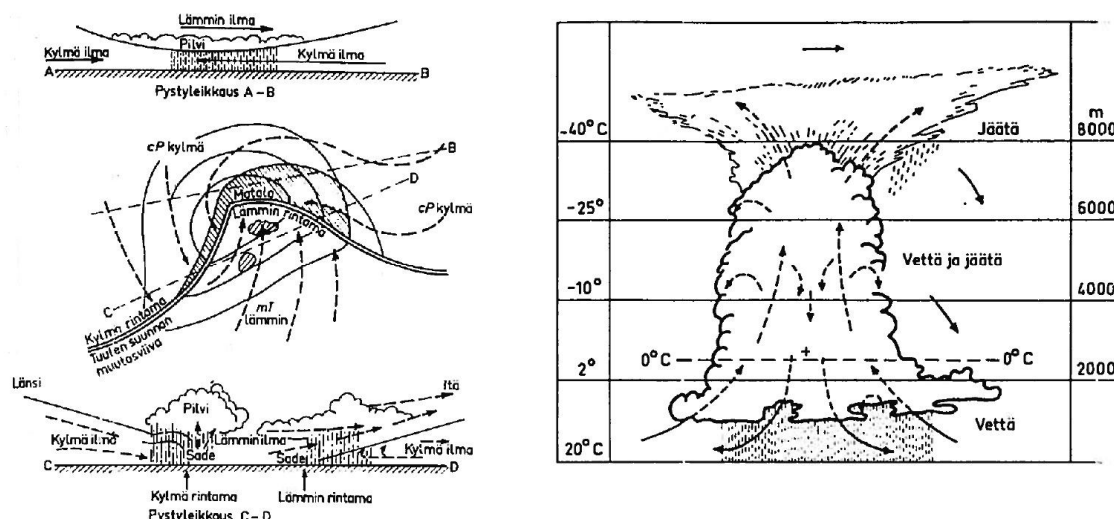 Lämmin ilma
Pilvi
Kylmä ilma
Kylmä ilma
A
B
Pystyleikkaus A-B
cP kylmä
B
D
Matala
Lämmin rintama
cP kylmä
C
mT
lämmin
Kylmä rintama
Tuulen suunnan
muutosviiva
Länsi
Itä
Pilvi
Kylmä ilma
Lämmin ilma
Kylmä ilma
Sade
Sade
C
D
Kylmä rintama
Lämmin rintama
Pystyleikkaus C-D
m
-40°C
Jäätä
8000
-25°
6000
Vettä ja jäätä
-10°
4000
+
0°C
0°C
2°
2000
Vettä
20°C